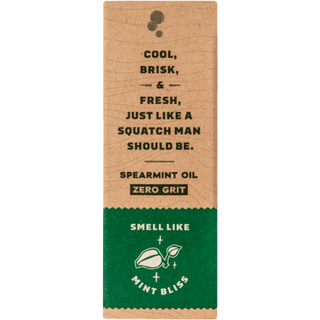 COOL,
BRISK,
&
FRESH,
JUST LIKE A
SQUATCH MAN
SHOULD BE.
SPEARMINT OIL
ZERO GRIT
SMELL LIKE
MINT BLISS